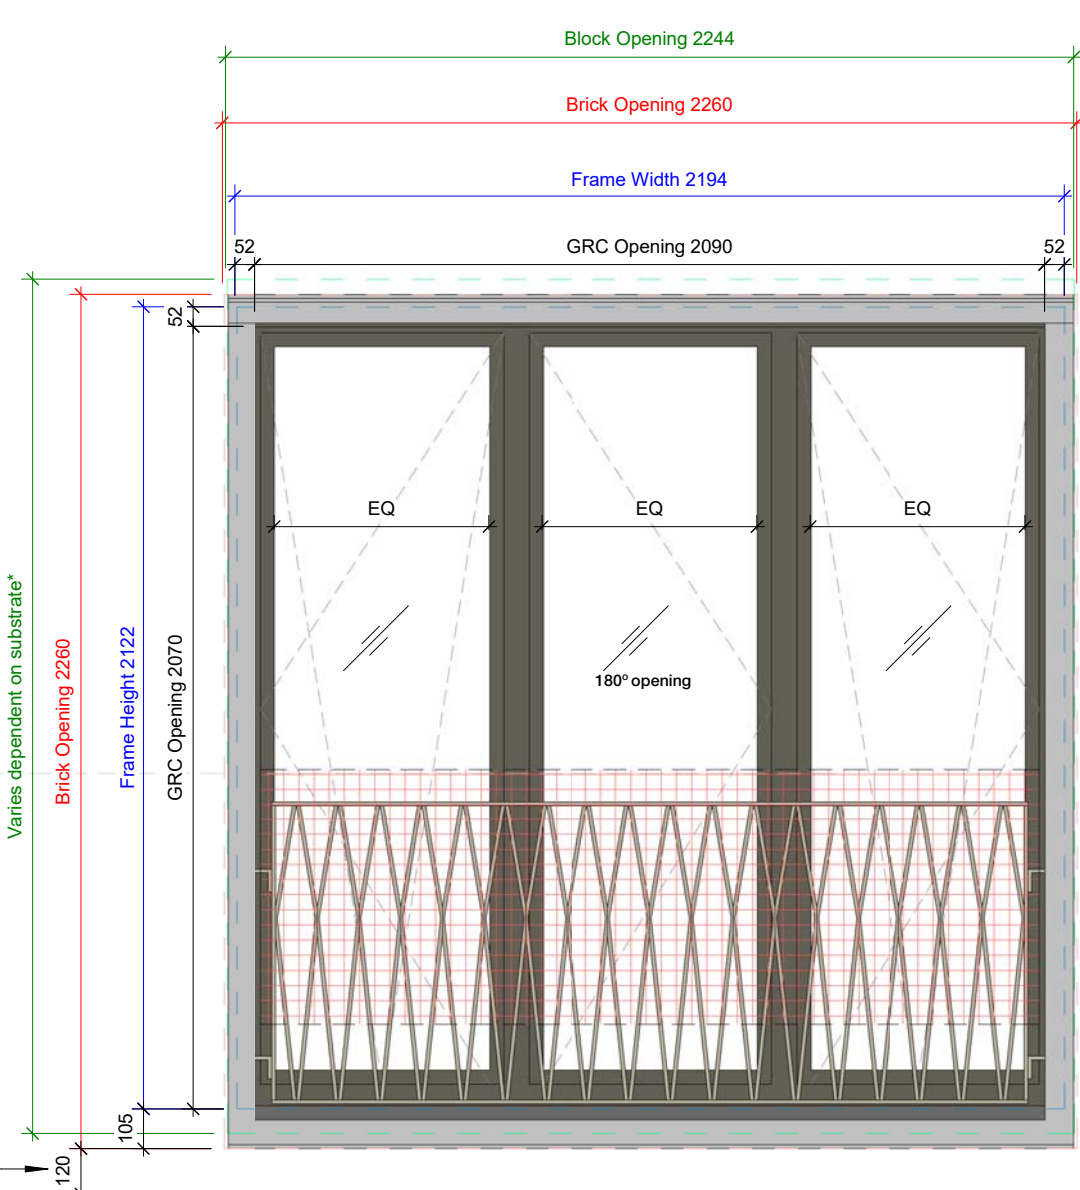 Block Opening 2244
Brick Opening 2260
Frame Width 2194
52
GRC Opening 2090
52
52
EQ
EQ
EQ
180º opening
Varies dependent on substrate*
Brick Opening 2260
Frame Height 2122
GRC Opening 2070
105
120